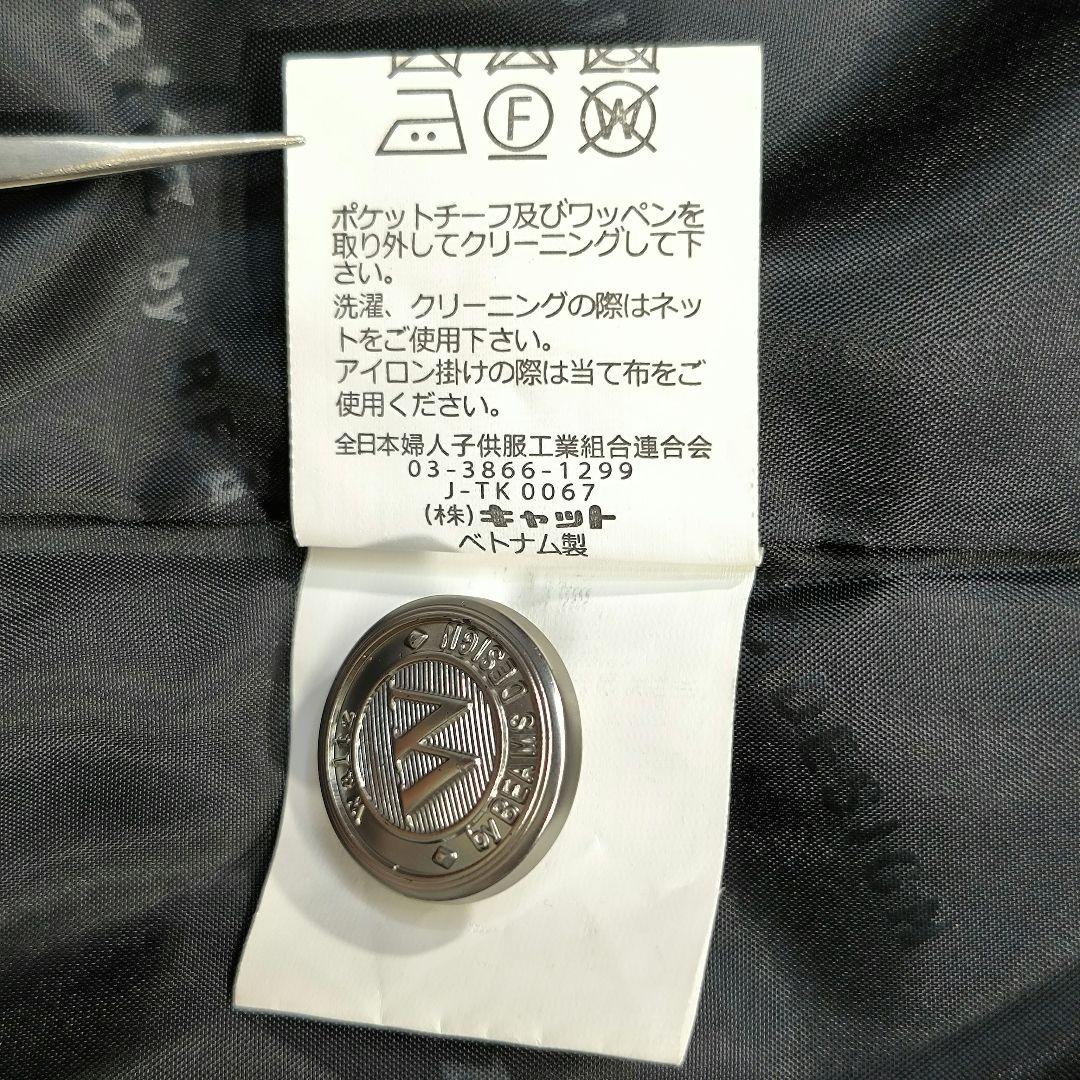 F
W
ポケットチーフ及びワッペンを
取り外してクリーニングして下
さい。
洗濯、クリーニングの際はネッ
トをご使用下さい。
アイロン掛けの際は当て布をご
使用ください。
全日本婦人子供服工業組合連合会
03-3866-1299
J-TK0067
(株)キャット
ベトナム製
Waltz
by BEAMS DESIGN
W
by